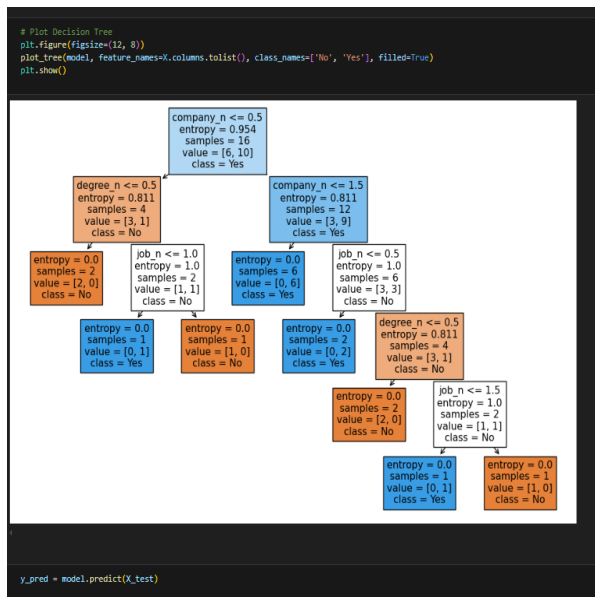 # Plot Decision Tree
plt.figure(figsize=(12, 8))
plot_tree(model, feature_names=X.columns.tolist(), class_names=['No', 'Yes'], filled=True)
plt.show()
company_n <= 0.5
entropy = 0.954
samples = 16
value = [6, 10]
class = Yes
degree_n <= 0.5
entropy = 0.811
samples = 4
value = [3, 1]
class = No
company_n <= 1.5
entropy = 0.811
samples = 12
value = [3, 9]
class = Yes
entropy = 0.0
samples = 2
value = [2, 0]
class = No
job_n <= 1.0
entropy = 1.0
samples = 2
value = [1, 1]
class = No
entropy = 0.0
samples = 6
value = [0, 6]
class = Yes
job_n <= 0.5
entropy = 1.0
samples = 6
value = [3, 3]
class = No
entropy = 0.0
samples = 1
value = [0, 1]
class = Yes
entropy = 0.0
samples = 1
value = [1, 0]
class = No
entropy = 0.0
samples = 2
value = [0, 2]
class = Yes
degree_n <= 0.5
entropy = 0.811
samples = 4
value = [3, 1]
class = No
entropy = 0.0
samples = 2
value = [2, 0]
class = No
job_n <= 1.5
entropy = 1.0
samples = 2
value = [1, 1]
class = No
entropy = 0.0
samples = 1
value = [0, 1]
class = Yes
entropy = 0.0
samples = 1
value = [1, 0]
class = No
y_pred = model.predict(X_test)